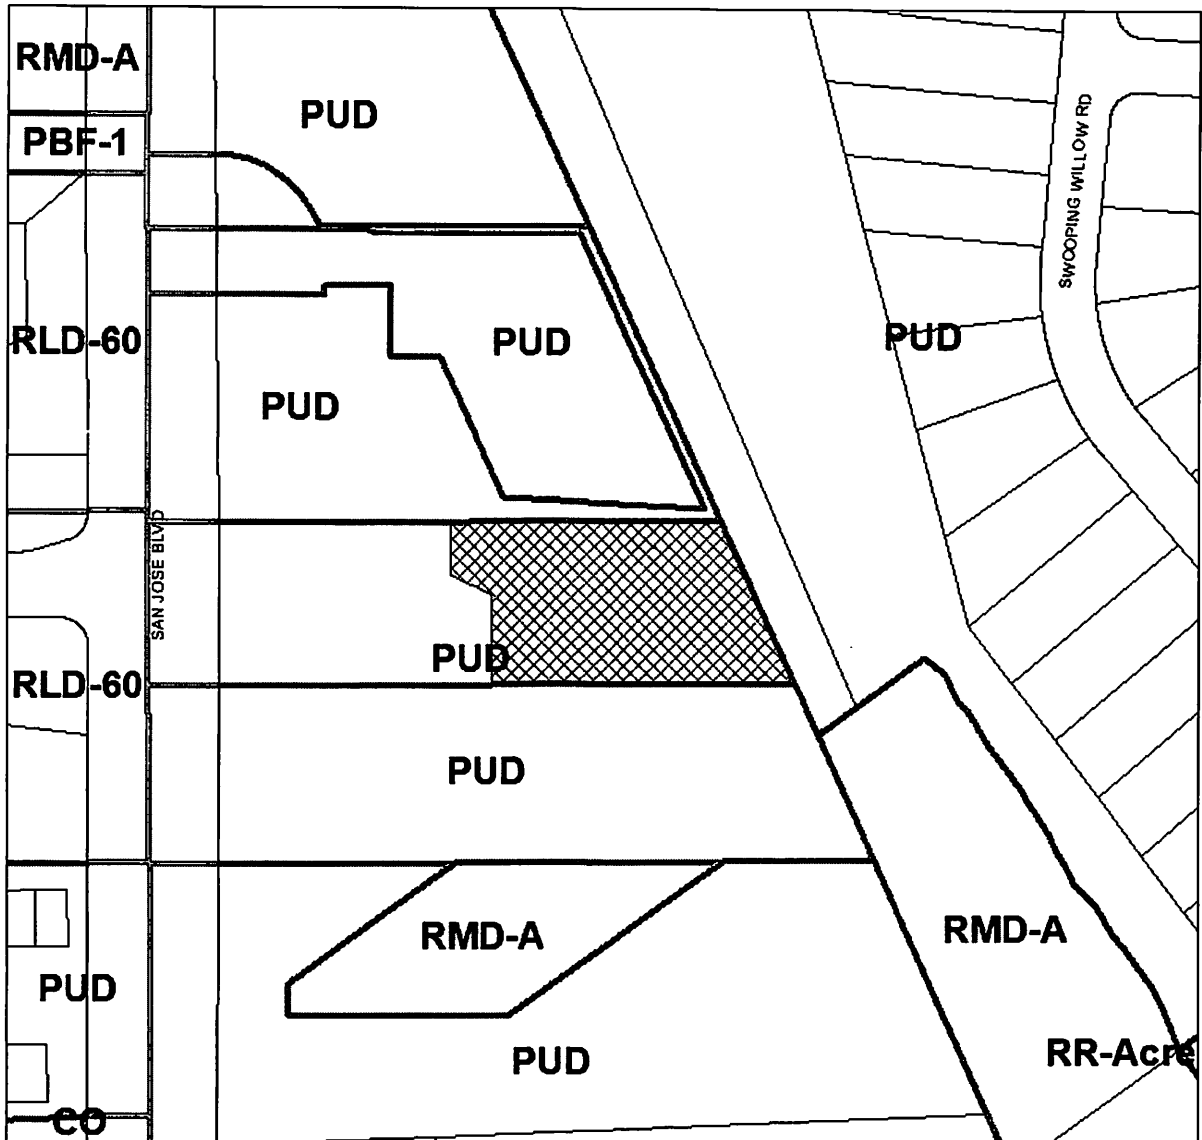 RMD-A
PUD
PBF-1
SWOOPING WILLOW RD
RLD-60
PUD
PUD
PUD
SAN JOSE BLVD
PUD
RLD-60
PUD
RMD-A
RMD-A
PUD
PUD
RR-Acre
CO